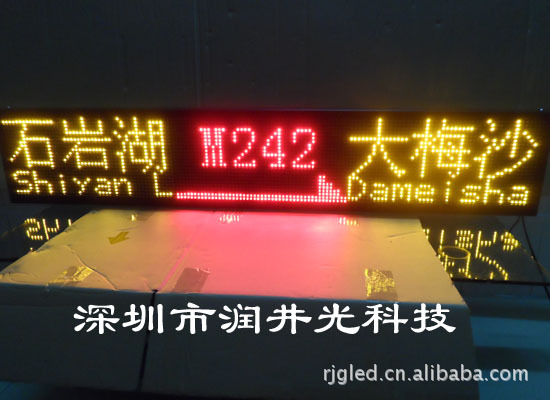 石岩湖 M242 大梅沙
Shiyan L Dameisha
深圳市润井光科技
rjgled.cn.alibaba.com